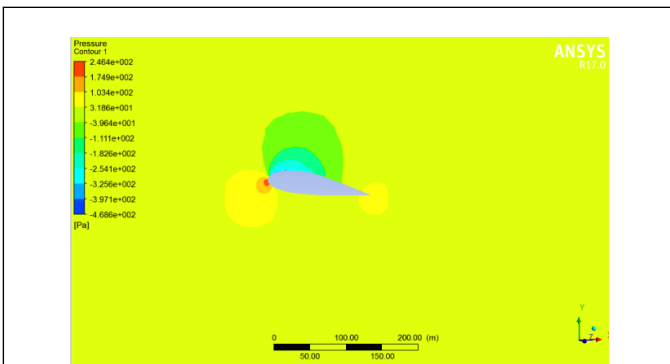 Pressure
Contour 1
2.464e+002
1.749e+002
1.034e+002
3.186e+001
-3.964e+001
-1.111e+002
-1.826e+002
-2.541e+002
-3.256e+002
-3.971e+002
-4.686e+002
[Pa]
ANSYS
R17.0
0 100.00 200.00 (m)
50.00 150.00
Y
Z